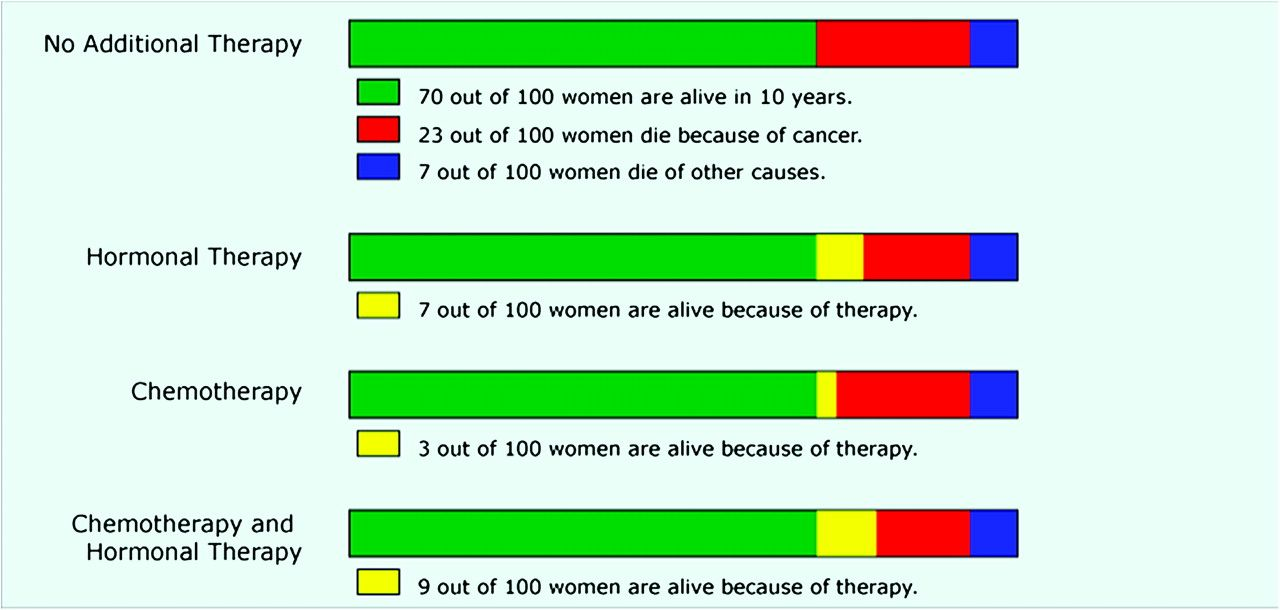 No Additional Therapy
70 out of 100 women are alive in 10 years.
23 out of 100 women die because of cancer.
7 out of 100 women die of other causes.
Hormonal Therapy
7 out of 100 women are alive because of therapy.
Chemotherapy
3 out of 100 women are alive because of therapy.
Chemotherapy and
Hormonal Therapy
9 out of 100 women are alive because of therapy.